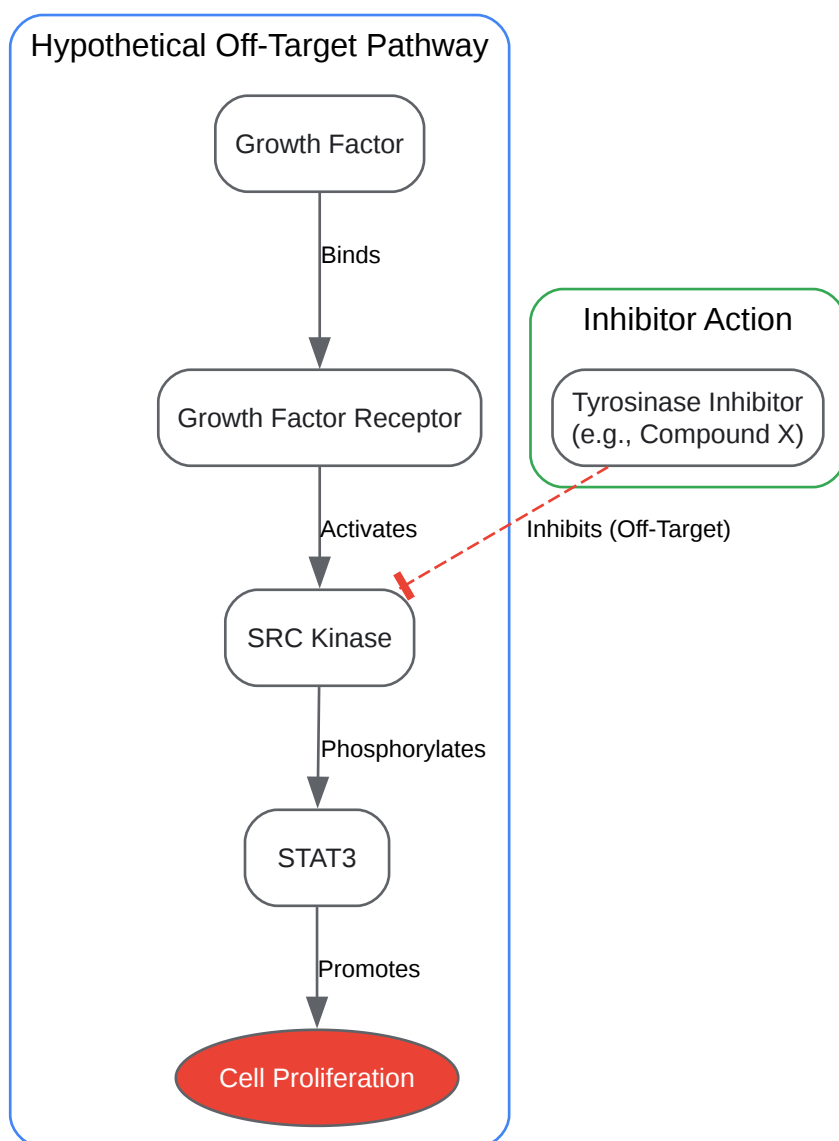 Hypothetical Off-Target Pathway
Growth Factor
Binds
Inhibitor Action
Growth Factor Receptor
Tyrosinase Inhibitor
(e.g., Compound X)
Activates
Inhibits (Off-Target)
SRC Kinase
Phosphorylates
STAT3
Promotes
Cell Proliferation